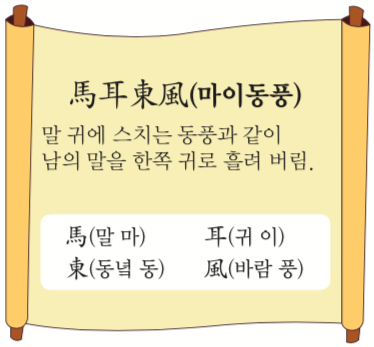 馬耳東風(마이동풍)
말 귀에 스치는 동풍과 같이
남의 말을 한쪽 귀로 흘려 버림.
馬(말 마) 耳(귀 이)
東(동녘 동) 風(바람 풍)